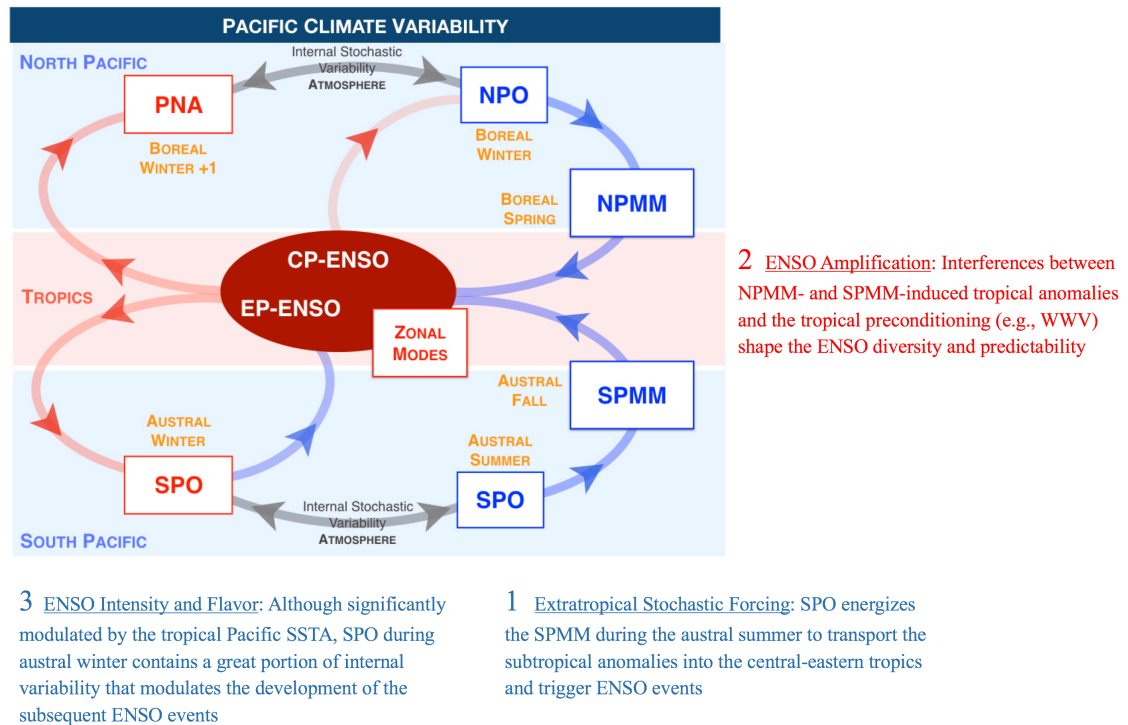 PACIFIC CLIMATE VARIABILITY
NORTH PACIFIC
Internal Stochastic
Variability
ATMOSPHERE
PNA
NPO
BOREAL
WINTER +1
BOREAL
WINTER
BOREAL
SPRING
NPMM
CP-ENSO
EP-ENSO
TROPICS
ZONAL
MODES
AUSTRAL
FALL
SPMM
AUSTRAL
WINTER
AUSTRAL
SUMMER
SPO
SPO
Internal Stochastic
Variability
ATMOSPHERE
SOUTH PACIFIC
2 ENSO Amplification: Interferences between
NPMM- and SPMM-induced tropical anomalies
and the tropical preconditioning (e.g., WWV)
shape the ENSO diversity and predictability
3 ENSO Intensity and Flavor: Although significantly
modulated by the tropical Pacific SSTA, SPO during
austral winter contains a great portion of internal
variability that modulates the development of the
subsequent ENSO events
1 Extratropical Stochastic Forcing: SPO energizes
the SPMM during the austral summer to transport the
subtropical anomalies into the central-eastern tropics
and trigger ENSO events